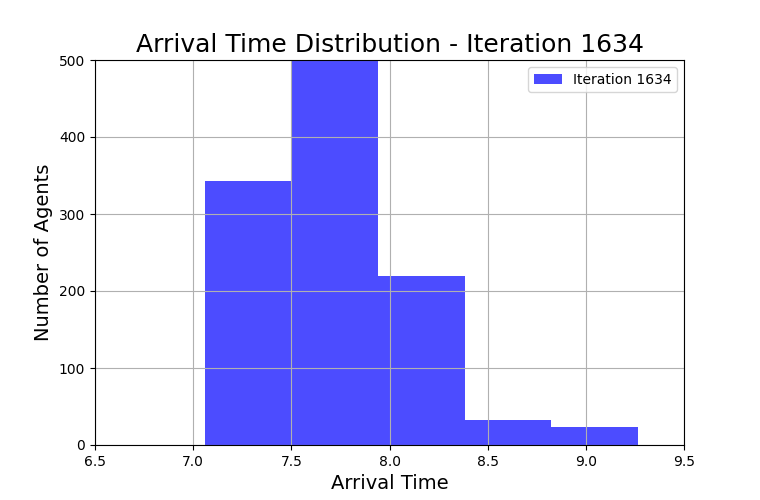 Arrival Time Distribution - Iteration 1634
Iteration 1634
500
400
300
200
100
0
Number of Agents
6.5 7.0 7.5 8.0 8.5 9.0 9.5
Arrival Time